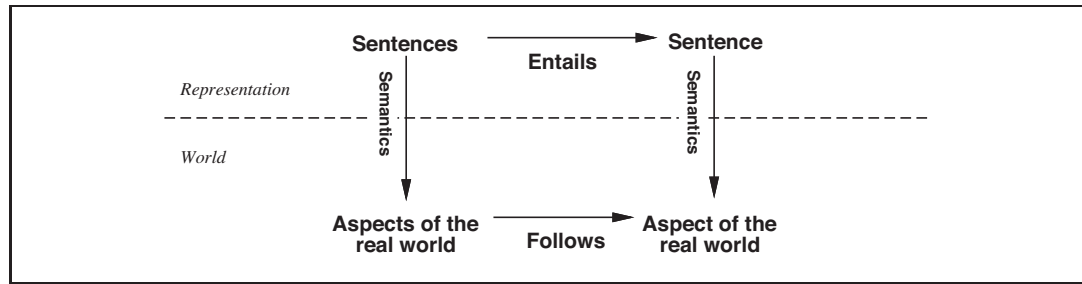 Sentences
Sentence
Entails
Semantics
Semantics
Representation
World
Aspects of the
real world
Follows
Aspect of the
real world